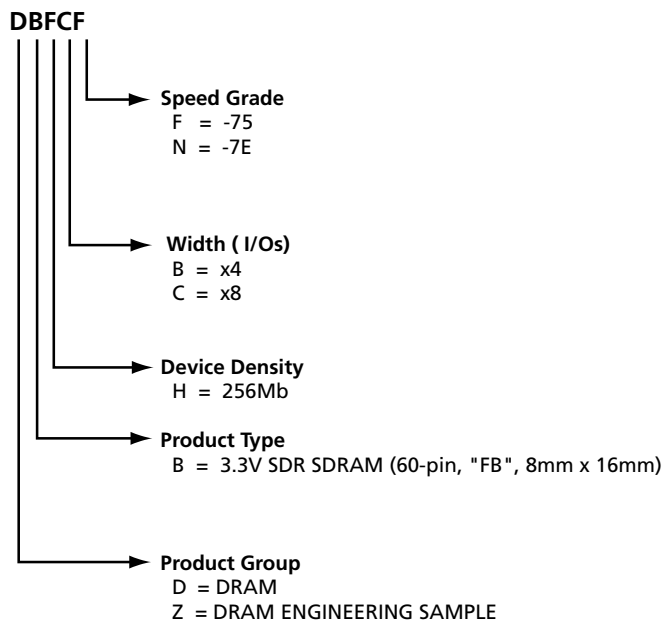 DBFCF
Speed Grade
F = -75
N = -7E
Width ( I/Os)
B = x4
C = x8
Device Density
H = 256Mb
Product Type
B = 3.3V SDR SDRAM (60-pin, "FB", 8mm x 16mm)
Product Group
D = DRAM
Z = DRAM ENGINEERING SAMPLE